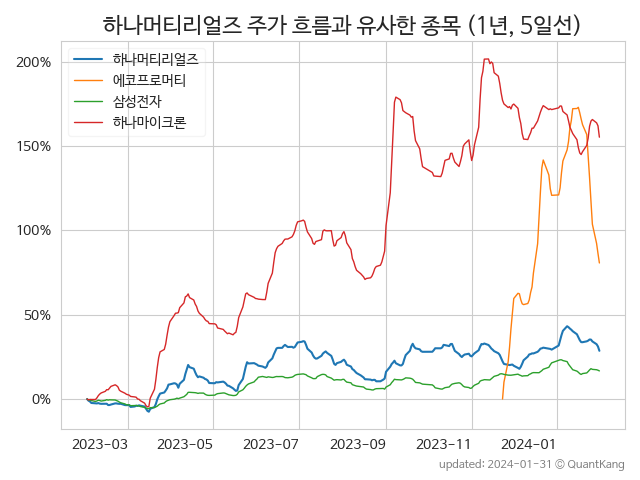 하나머티리얼즈 주가 흐름과 유사한 종목 (1년, 5일선)
200%
150%
100%
50%
0%
하나머티리얼즈
에코프로머티
삼성전자
하나마이크론
2023-03
2023-05
2023-07
2023-09
2023-11
2024-01
updated: 2024-01-31 © QuantKang